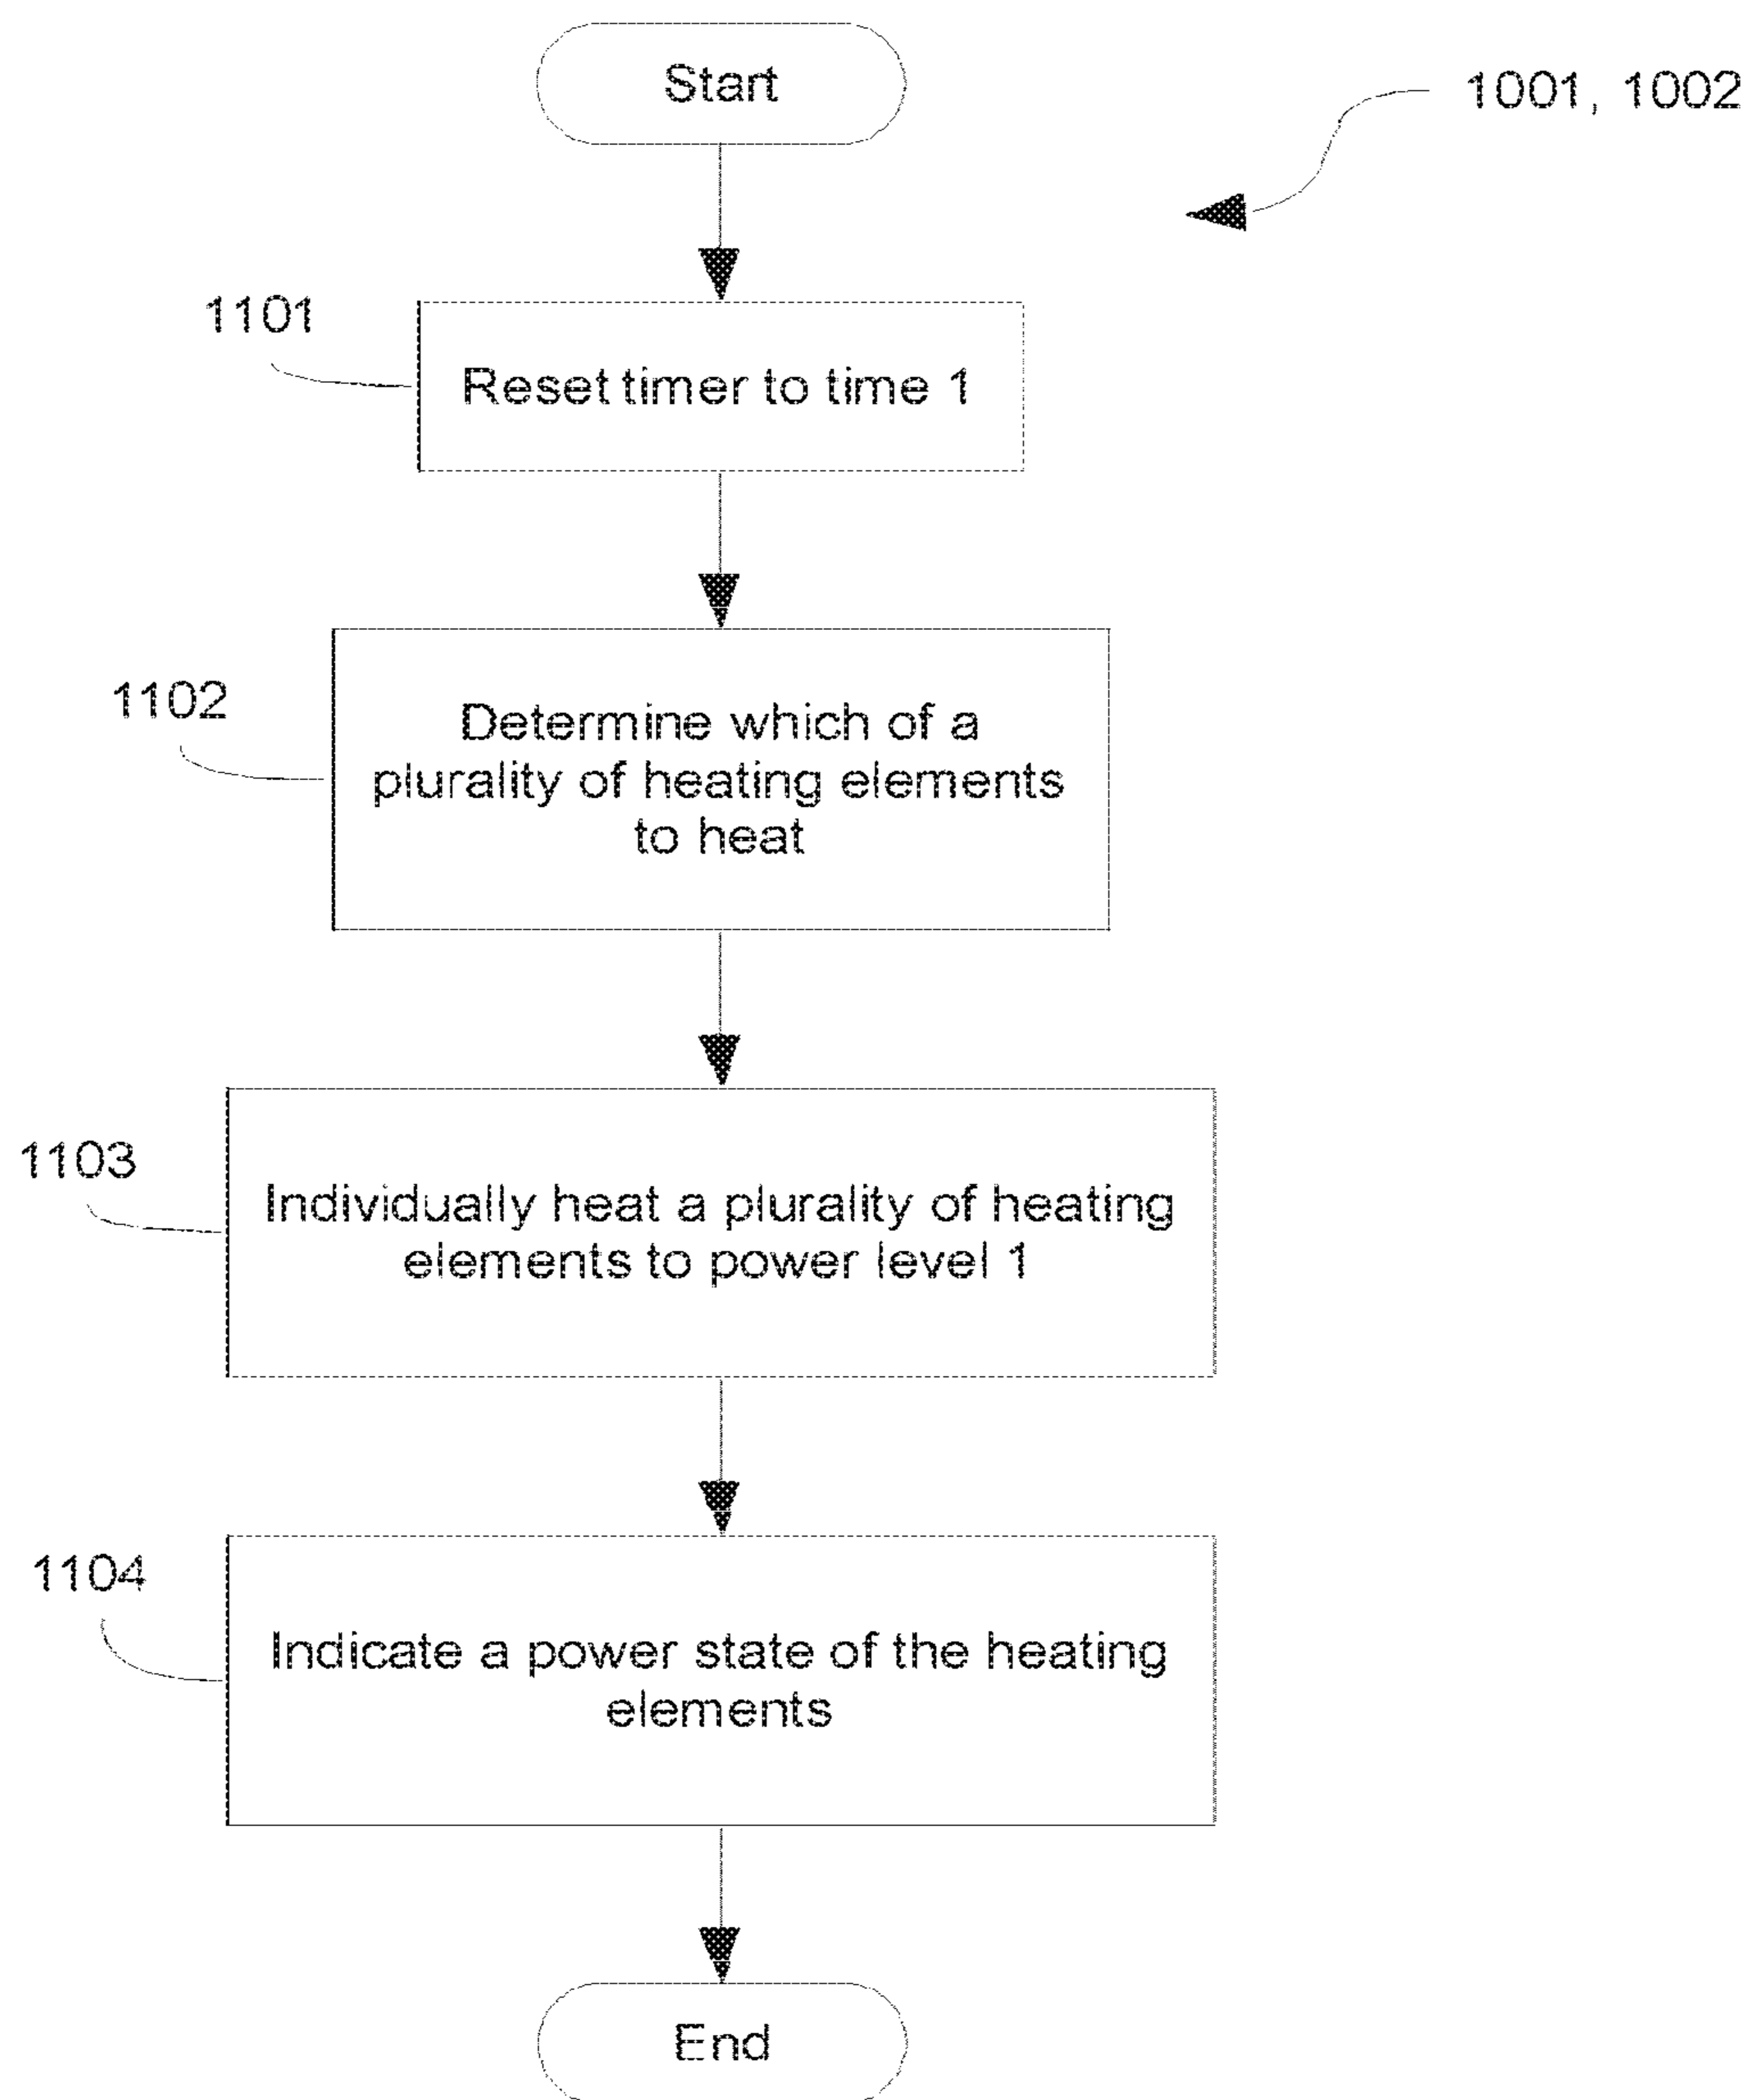 Start
1001, 1002
1101
Reset timer to time 1
1102
Determine which of a
plurality of heating elements
to heat
1103
Individually heat a plurality of heating
elements to power level 1
1104
Indicate a power state of the heating
elements
End